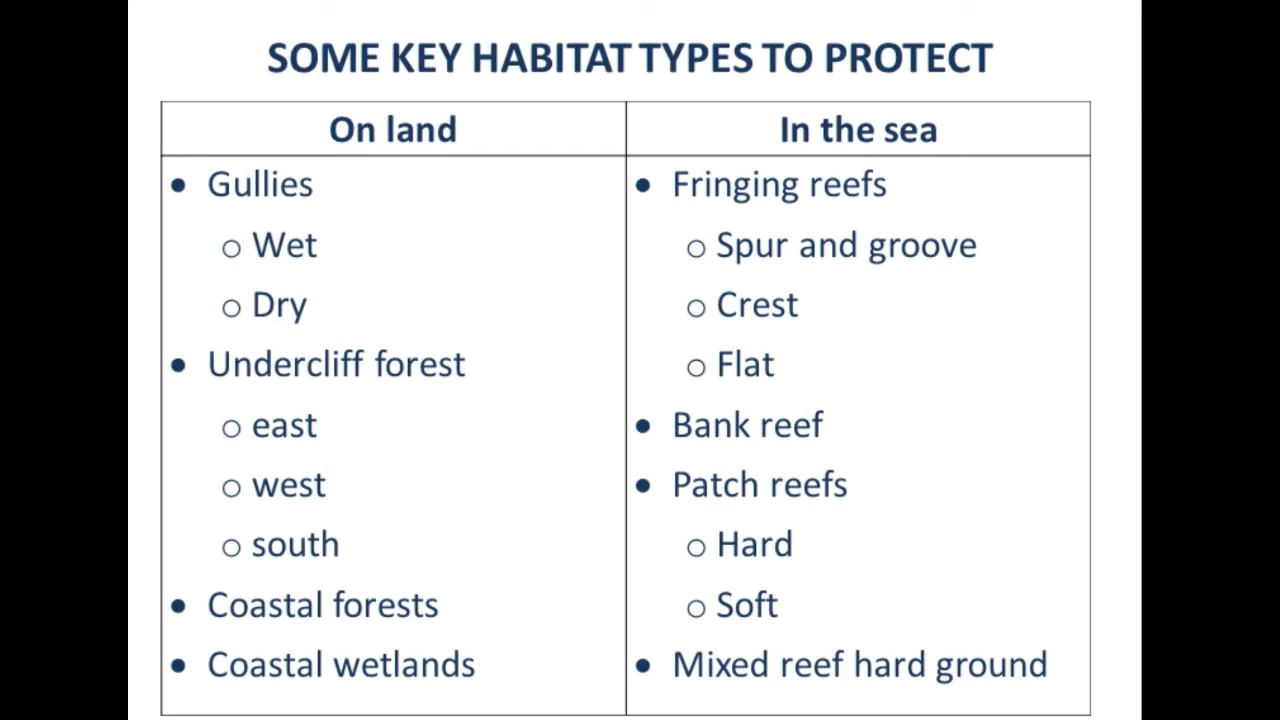 SOME KEY HABITAT TYPES TO PROTECT
On land
• Gullies
o Wet
o Dry
• Undercliff forest
o east
o west
o south
• Coastal forests
• Coastal wetlands
In the sea
• Fringing reefs
o Spur and groove
o Crest
o Flat
• Bank reef
• Patch reefs
o Hard
o Soft
• Mixed reef hard ground